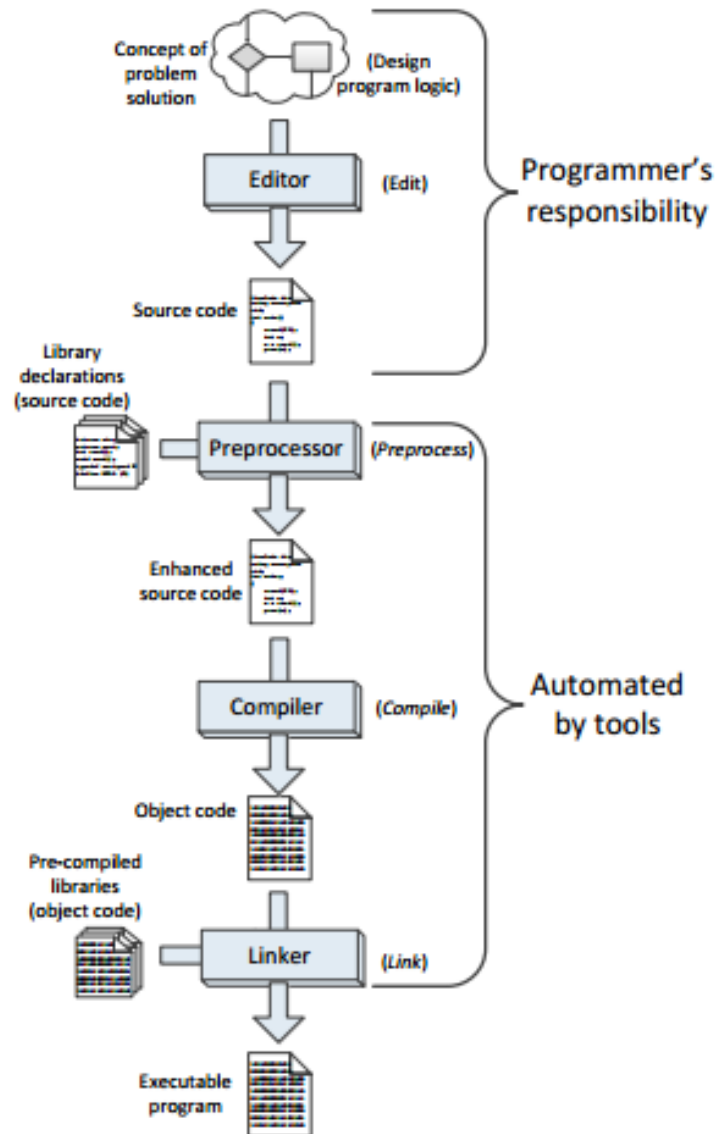 Concept of
problem
solution
(Design
program logic)
Editor
(Edit)
Programmer's
responsibility
Source code
Library
declarations
(source code)
Preprocessor
(Preprocess)
Enhanced
source code
Compiler
(Compile)
Automated
by tools
Object code
Pre-compiled
libraries
(object code)
Linker
(Link)
Executable
program